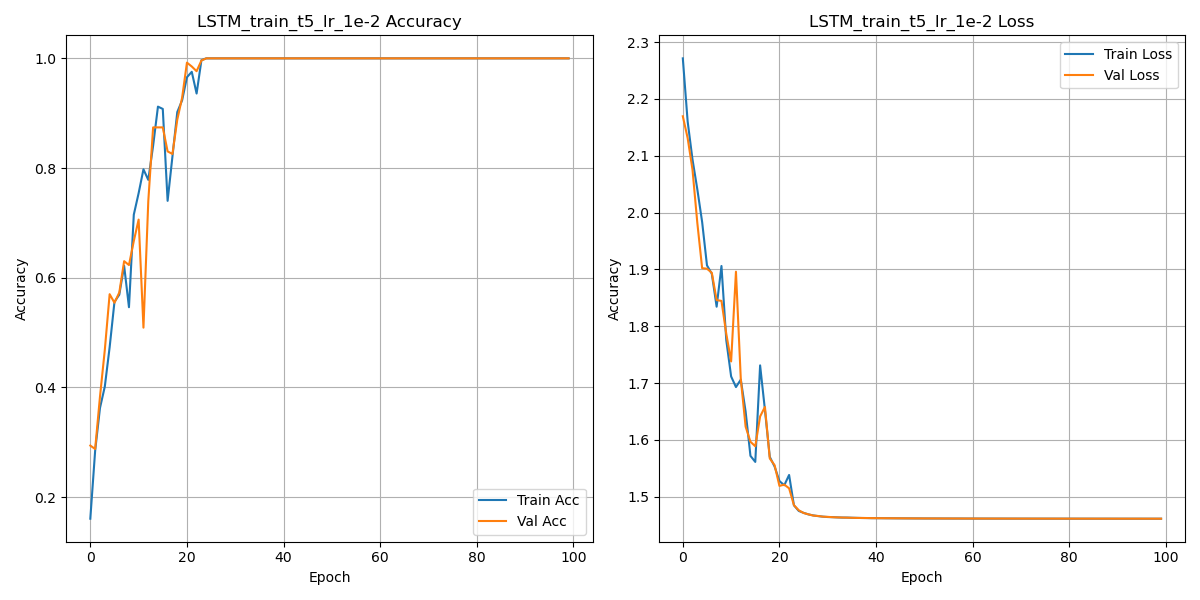 LSTM_train_t5_lr_1e-2 Accuracy
Accuracy
1.0
0.8
0.6
0.4
0.2
0
20
40
60
80
100
Epoch
Train Acc
Val Acc
LSTM_train_t5_lr_1e-2 Loss
Accuracy
2.3
2.2
2.1
2.0
1.9
1.8
1.7
1.6
1.5
0
20
40
60
80
100
Epoch
Train Loss
Val Loss